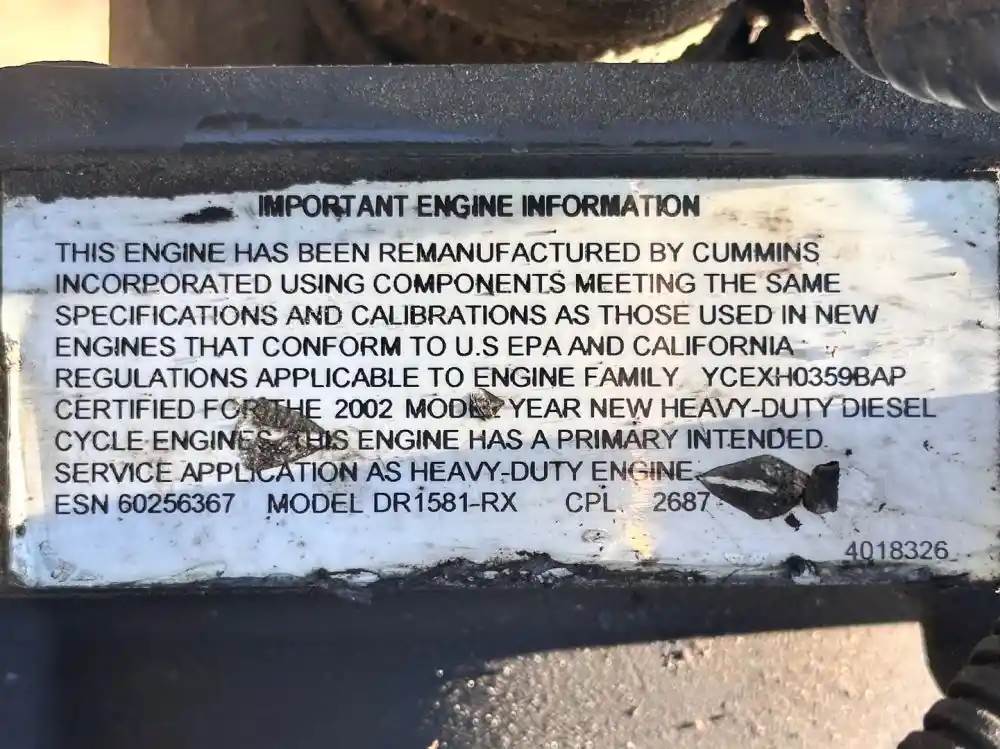 IMPORTANT ENGINE INFORMATION
THIS ENGINE HAS BEEN REMANUFACTURED BY CUMMINS
INCORPORATED USING COMPONENTS MEETING THE SAME
SPECIFICATIONS AND CALIBRATIONS AS THOSE USED IN NEW
ENGINES THAT CONFORM TO U.S EPA AND CALIFORNIA
REGULATIONS APPLICABLE TO ENGINE FAMILY YCEXH0359BAP
CERTIFIED FOR THE 2002 MODEL YEAR NEW HEAVY-DUTY DIESEL
CYCLE ENGINES. THIS ENGINE HAS A PRIMARY INTENDED
SERVICE APPLICATION AS HEAVY-DUTY ENGINE
ESN 60256367 MODEL DR1581-RX CPL 2687
4018326